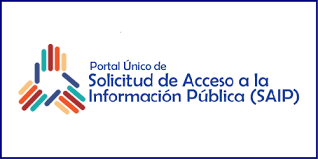 Portal Único de
Solicitud de Acceso a la
Información Pública (SAIP)